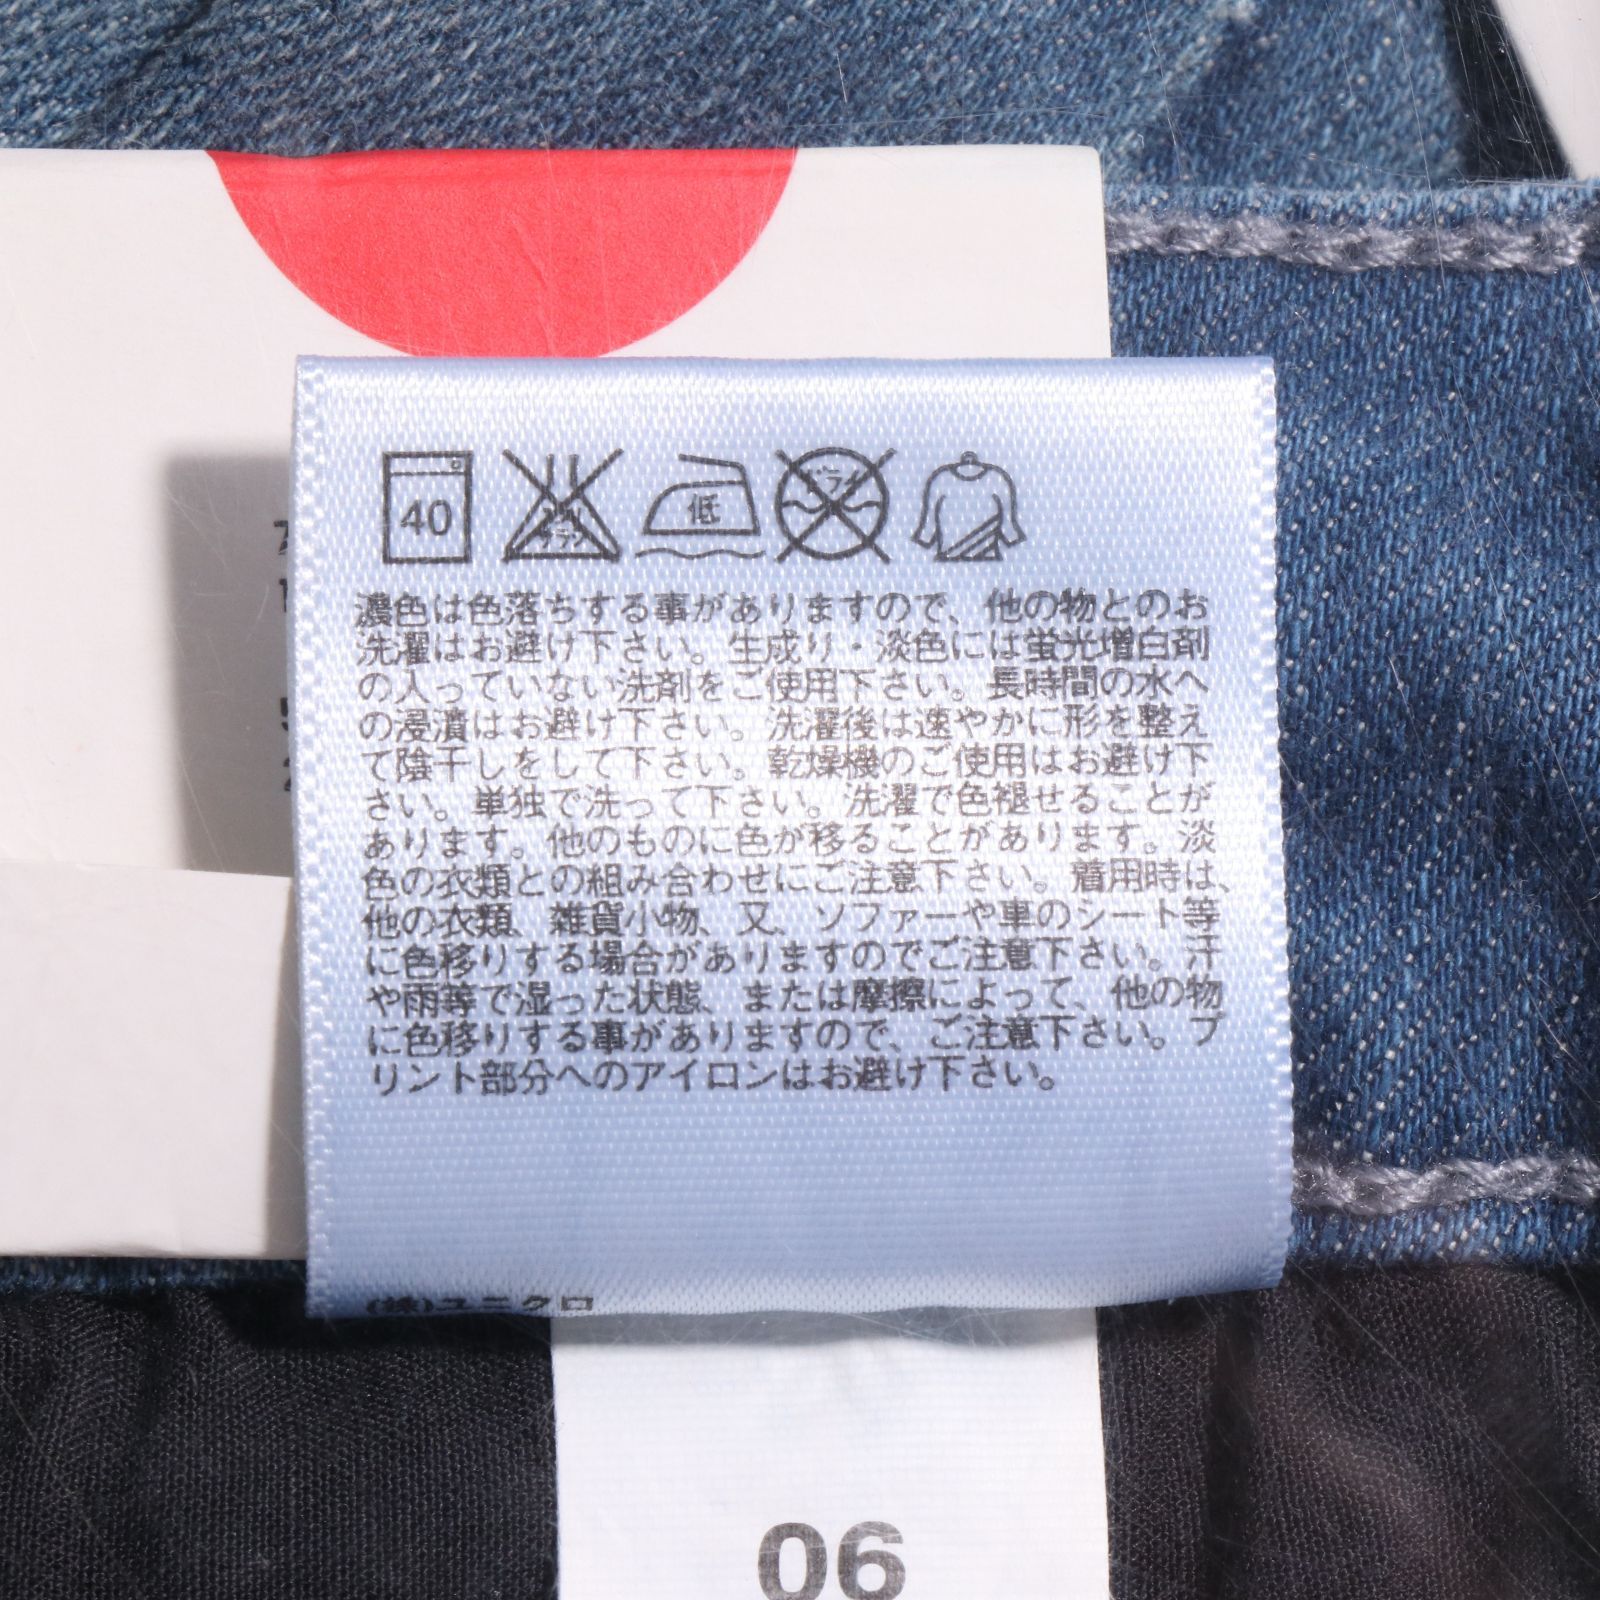 40
エンソサラシ
低
ドライ
濃色は色落ちする事がありますので、他の物とのお
洗濯はお避け下さい。生成り・淡色には蛍光増白剤
の入っていない洗剤をご使用下さい。長時間の水へ
の浸漬はお避け下さい。洗濯後は速やかに形を整え
て陰干しをして下さい。乾燥機のご使用はお避け下
さい。単独で洗って下さい。洗濯で色褪せることが
あります。他のものに色が移ることがあります。淡
色の衣類との組み合わせにご注意下さい。着用時は、
他の衣類、雑貨小物、又、ソファーや車のシート等
に色移りする場合がありますのでご注意下さい。汗
や雨等で湿った状態、または摩擦によって、他の物
に色移りする事がありますので、ご注意下さい。プ
リント部分へのアイロンはお避け下さい。
(株)ユニクロ
06